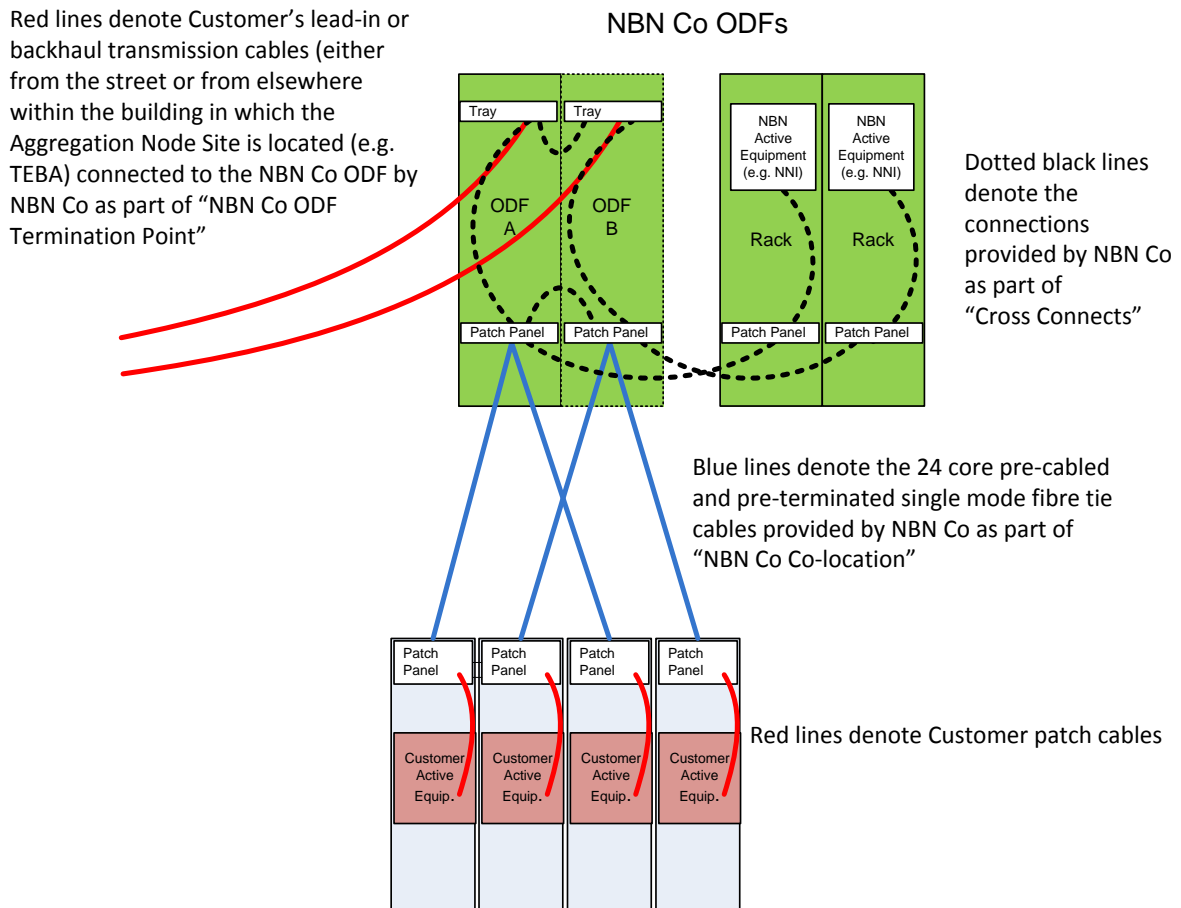 Red lines denote Customer's lead-in or
backhaul transmission cables (either
from the street or from elsewhere
within the building in which the
Aggregation Node Site is located (e.g.
TEBA) connected to the NBN Co ODF by
NBN Co as part of “NBN Co ODF
Termination Point”
NBN Co ODFs
Tray
Tray
ODF
A
ODF
B
Patch Panel
Patch Panel
NBN
Active
Equipment
(e.g. NNI)
NBN
Active
Equipment
(e.g. NNI)
Rack
Rack
Patch Panel
Patch Panel
Dotted black lines
denote the
connections
provided by NBN Co
as part of
“Cross Connects”
Blue lines denote the 24 core pre-cabled
and pre-terminated single mode fibre tie
cables provided by NBN Co as part of
“NBN Co Co-location”
Patch
Panel
Patch
Panel
Patch
Panel
Patch
Panel
Customer
Active
Equip.
Customer
Active
Equip.
Customer
Active
Equip.
Customer
Active
Equip.
Red lines denote Customer patch cables